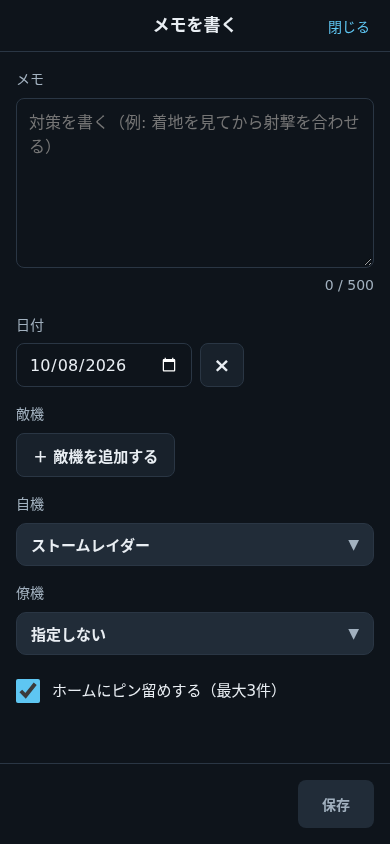 メモを書く
閉じる
メモ
対策を書く（例: 着地を見てから射撃を合わせ
る）
0 / 500
日付
10/08/2026
×
敵機
＋ 敵機を追加する
自機
ストームレイダー ▼
僚機
指定しない ▼
ホームにピン留めする（最大3件）
保存